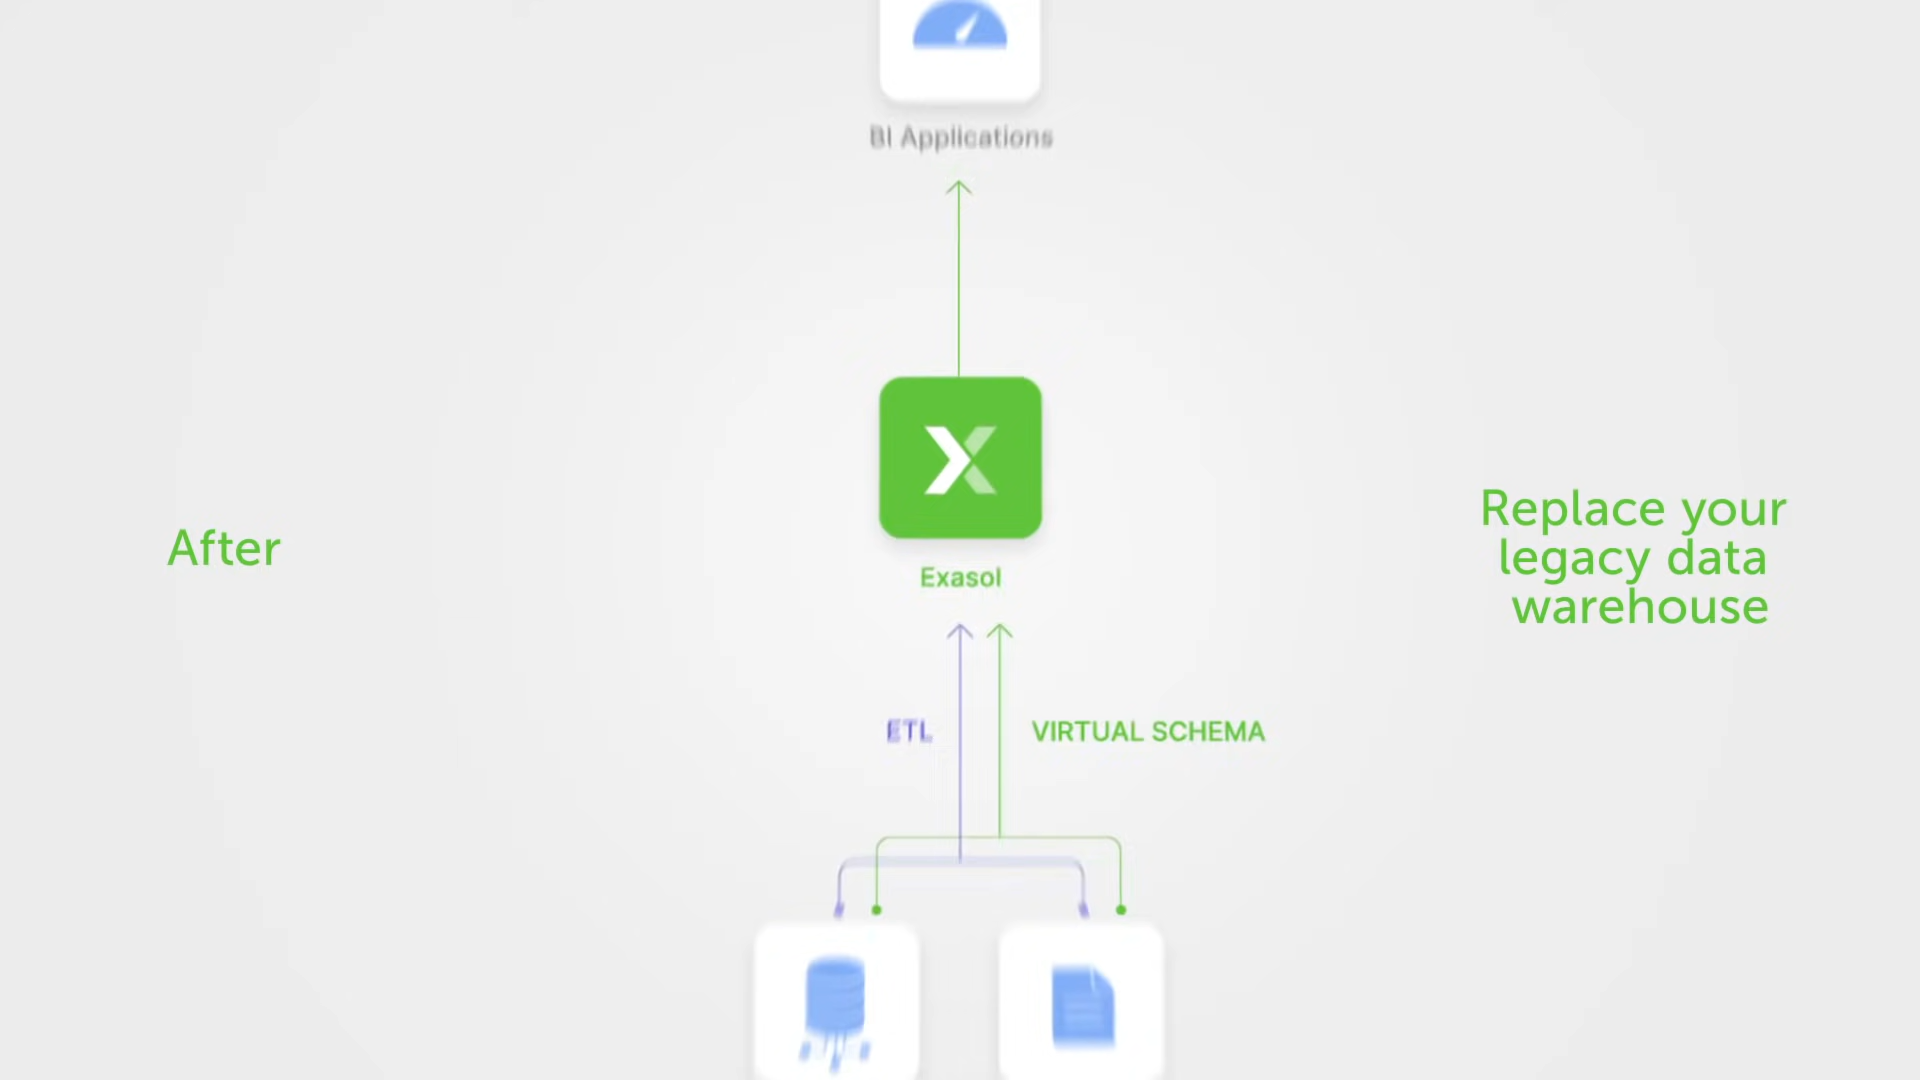 BI Applications
After
Exasol
Replace your
legacy data
warehouse
ETL
VIRTUAL SCHEMA